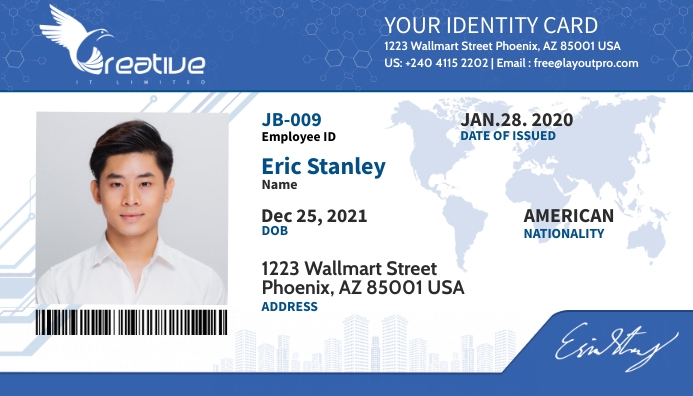 Creative
IT LIMITED
YOUR IDENTITY CARD
1223 Wallmart Street Phoenix, AZ 85001 USA
US: +240 4115 2202 | Email : free@layoutpro.com
JB-009
Employee ID
JAN.28. 2020
DATE OF ISSUED
Eric Stanley
Name
Dec 25, 2021
DOB
AMERICAN
NATIONALITY
1223 Wallmart Street
Phoenix, AZ 85001 USA
ADDRESS